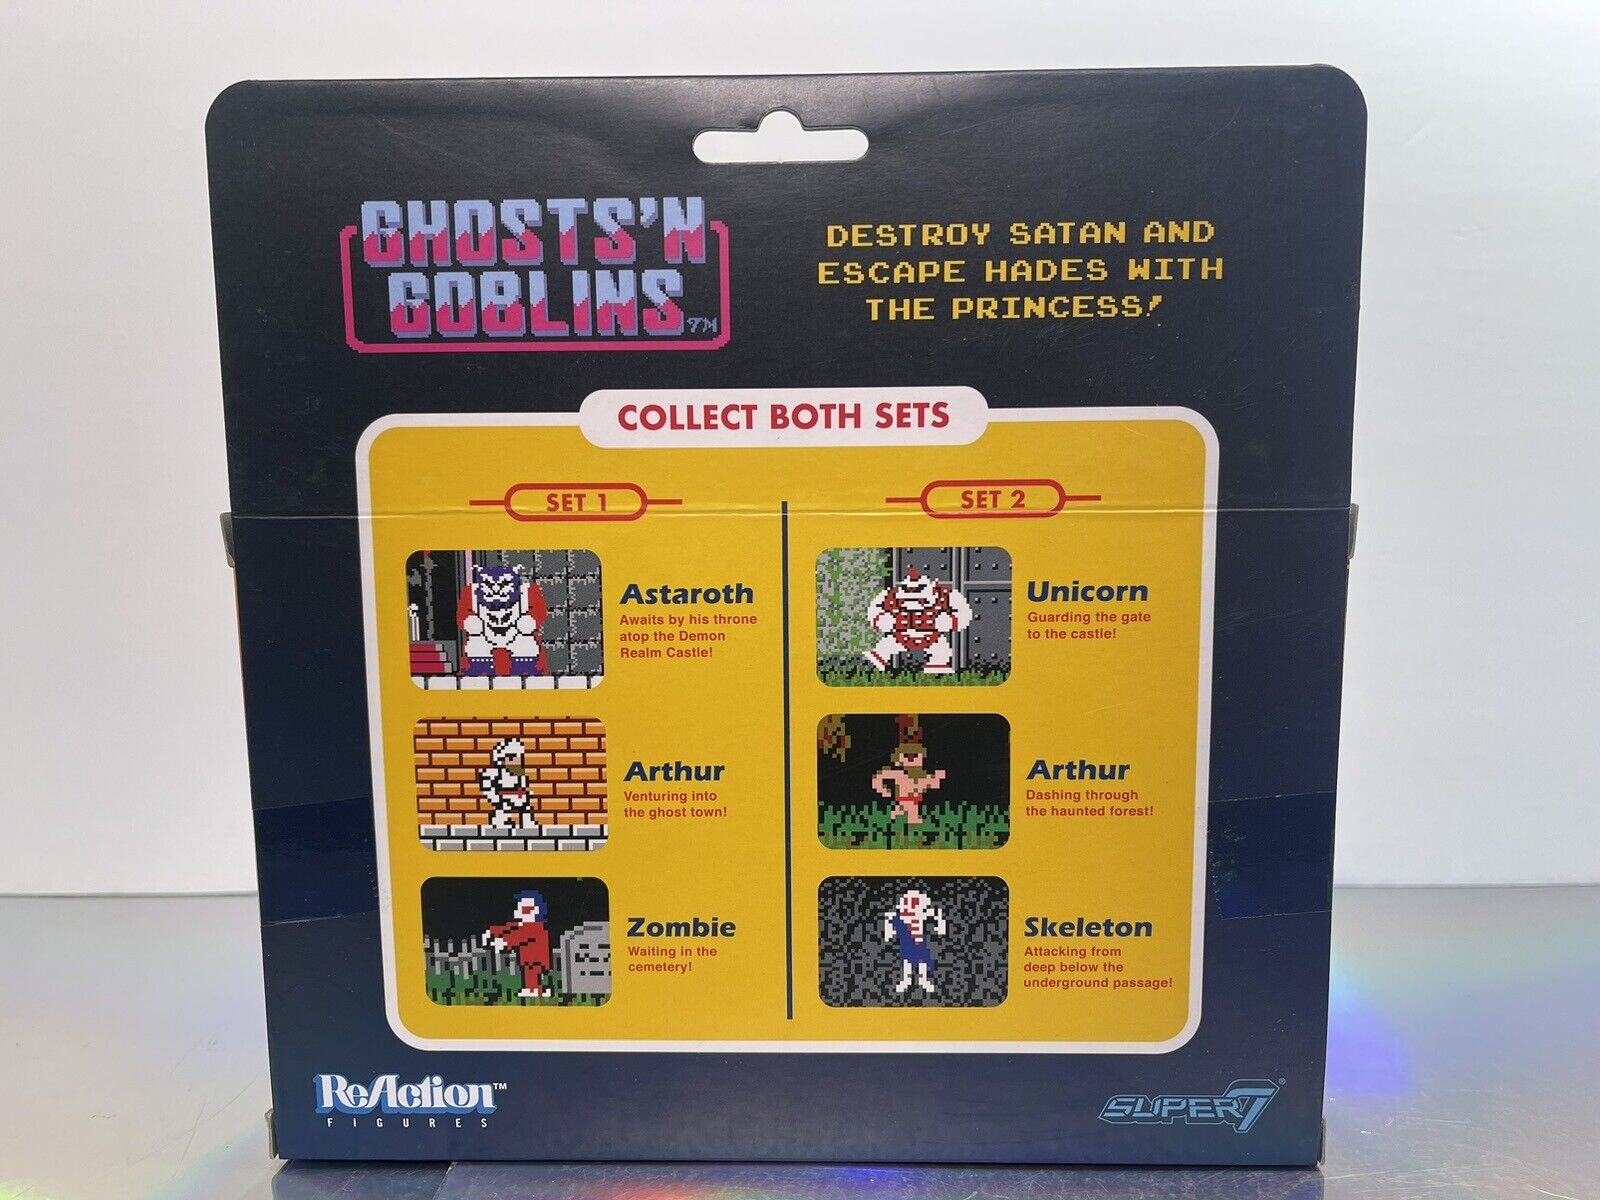 GHOSTS'N
GOBLINS™
DESTROY SATAN AND
ESCAPE HADES WITH
THE PRINCESS!
COLLECT BOTH SETS
SET 1
Astaroth
Awaits by his throne
atop the Demon
Realm Castle!
Arthur
Venturing into
the ghost town!
Zombie
Waiting in the
cemetery!
SET 2
Unicorn
Guarding the gate
to the castle!
Arthur
Dashing through
the haunted forest!
Skeleton
Attacking from
deep below the
underground passage!
ReAction™
FIGURES
SUPER7®